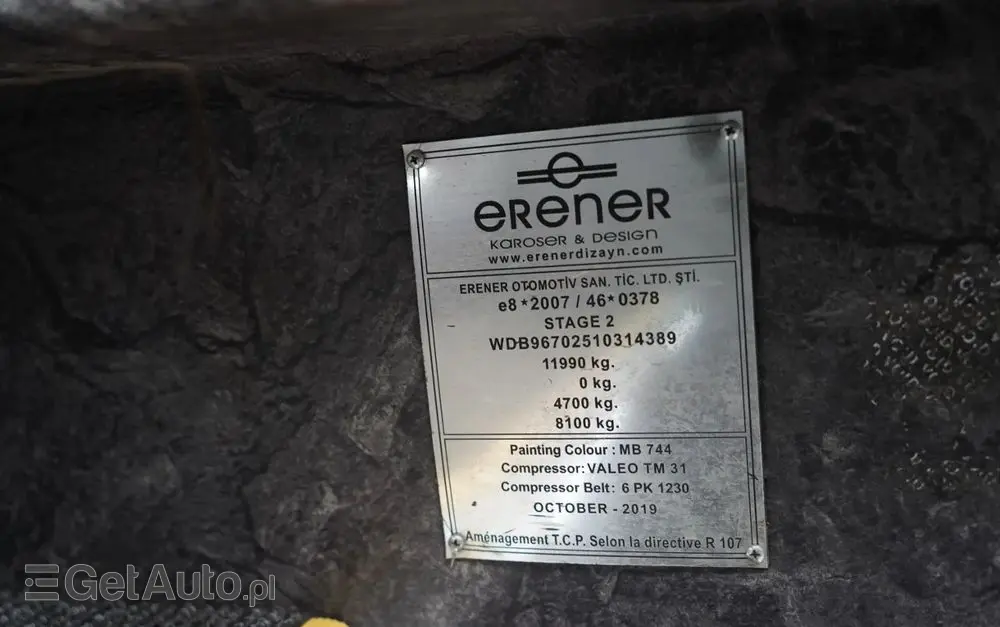 eRENER
KAROSER & DESIGN
www.erenerdizayn.com
ERENER OTOMOTİV SAN. TİC. LTD. ŞTİ.
e8*2007 / 46*0378
STAGE 2
WDB96702510314389
11990 kg.
0 kg.
4700 kg.
8100 kg.
Painting Colour : MB 744
Compressor: VALEO TM 31
Compressor Belt: 6 PK 1230
OCTOBER - 2019
Aménagement T.C.P. Selon la directive R 107
GetAuto.pl